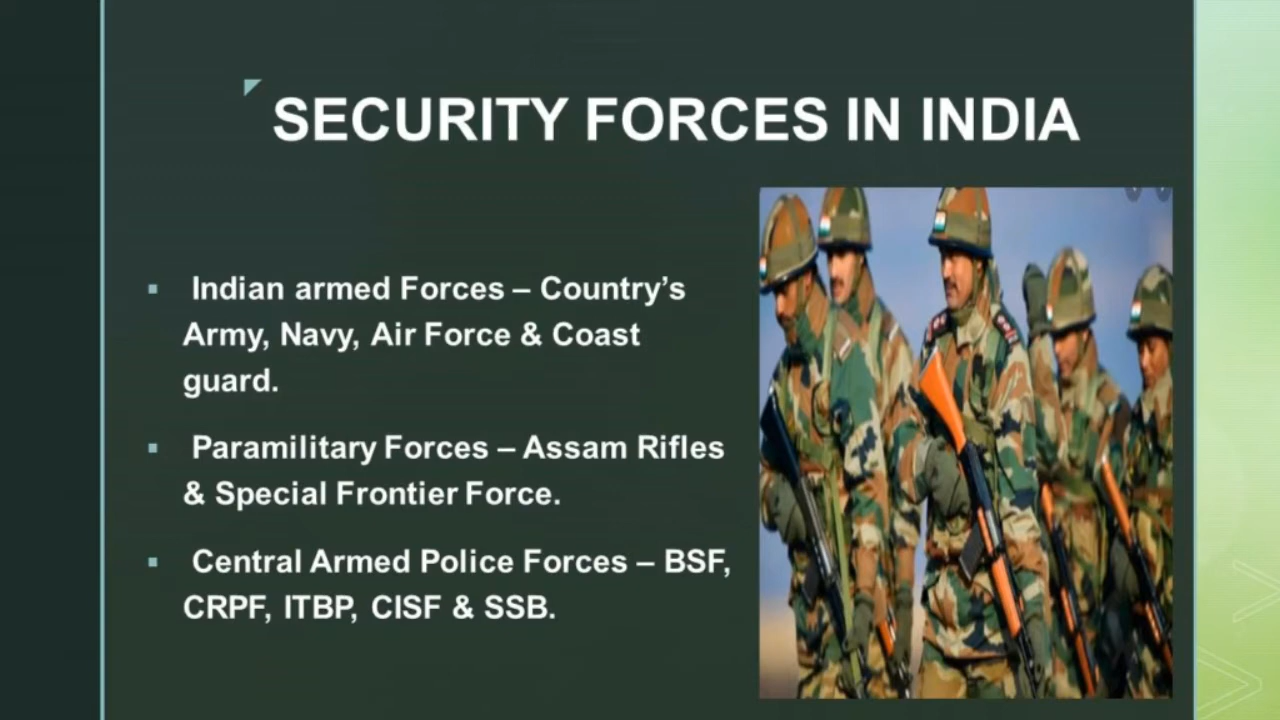 SECURITY FORCES IN INDIA
▪ Indian armed Forces – Country’s
Army, Navy, Air Force & Coast
guard.
▪ Paramilitary Forces – Assam Rifles
& Special Frontier Force.
▪ Central Armed Police Forces – BSF,
CRPF, ITBP, CISF & SSB.